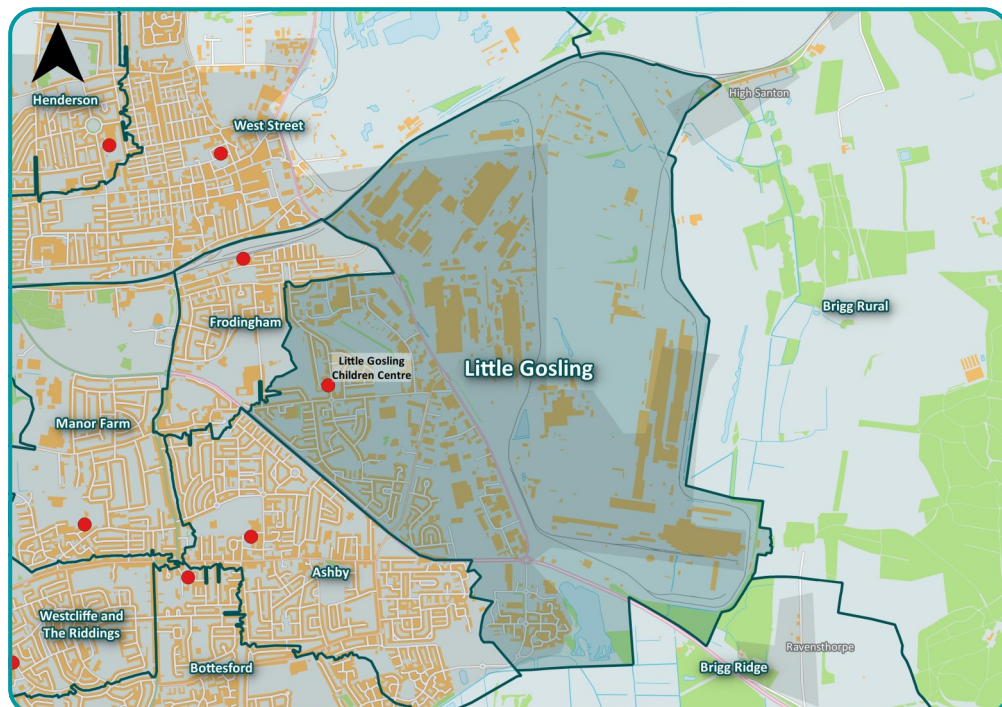 High Santon
Henderson
West Street
Brigg Rural
Frodingham
Little Gosling
Children Centre
Little Gosling
Manor Farm
Ashby
Westcliffe and
The Riddings
Ravensthorpe
Bottesford
Brigg Ridge